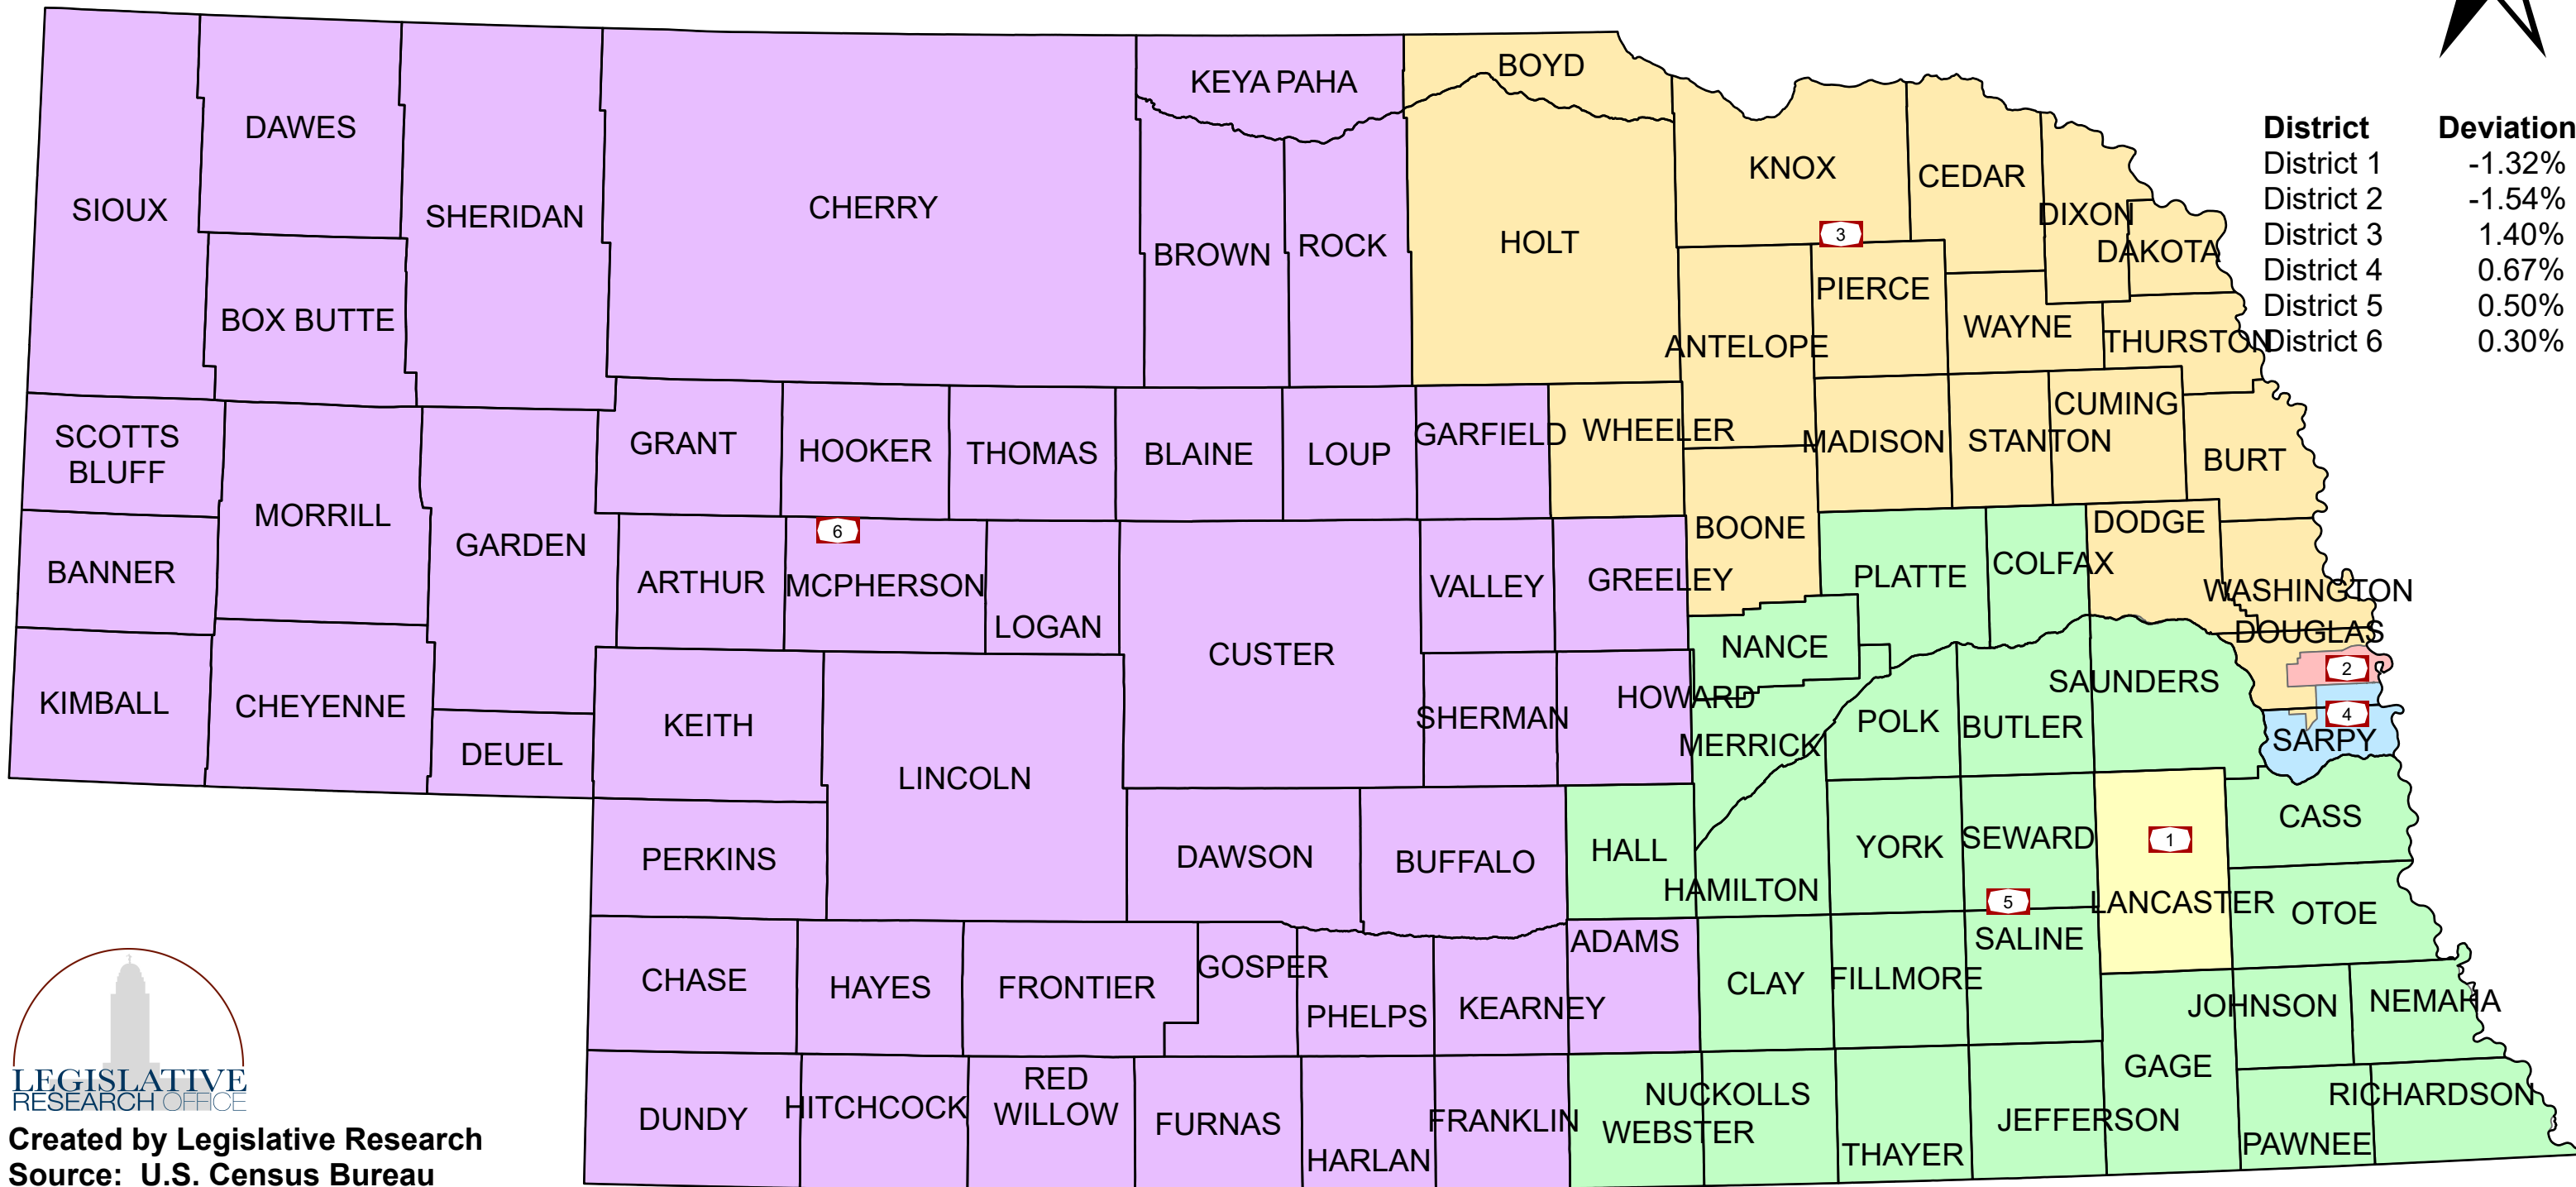 BOYD
KEYA PAHA
DAWES
KNOX
CEDAR
SIOUX
SHERIDAN
CHERRY
BROWN
ROCK
HOLT
DIXON
DAKOTA
3
District Deviation
District 1 -1.32%
District 2 -1.54%
District 3 1.40%
District 4 0.67%
District 5 0.50%
District 6 0.30%
BOX BUTTE
PIERCE
ANTELOPE
WAYNE
THURSTON
SCOTTS
BLUFF
GRANT
HOOKER
THOMAS
BLAINE
LOUP
GARFIELD
WHEELER
MADISON
STANTON
CUMING
BURT
MORRILL
GARDEN
6
BOONE
DODGE
BANNER
ARTHUR
MCPHERSON
LOGAN
VALLEY
GREELEY
PLATTE
COLFAX
WASHINGTON
DOUGLAS
CUSTER
NANCE
SAUNDERS
2
KIMBALL
CHEYENNE
KEITH
SHERMAN
HOWARD
MERRICK
POLK
BUTLER
4
SARPY
DEUEL
LINCOLN
PERKINS
DAWSON
BUFFALO
HALL
HAMILTON
YORK
SEWARD
1
CASS
5
LANCASTER
OTOE
CHASE
HAYES
FRONTIER
GOSPER
PHELPS
KEARNEY
ADAMS
CLAY
FILLMORE
SALINE
JOHNSON
NEMAHA
DUNDY
HITCHCOCK
RED
WILLOW
FURNAS
HARLAN
FRANKLIN
NUCKOLLS
WEBSTER
THAYER
JEFFERSON
GAGE
PAWNEE
RICHARDSON
LEGISLATIVE
RESEARCH OFFICE
Created by Legislative Research
Source: U.S. Census Bureau